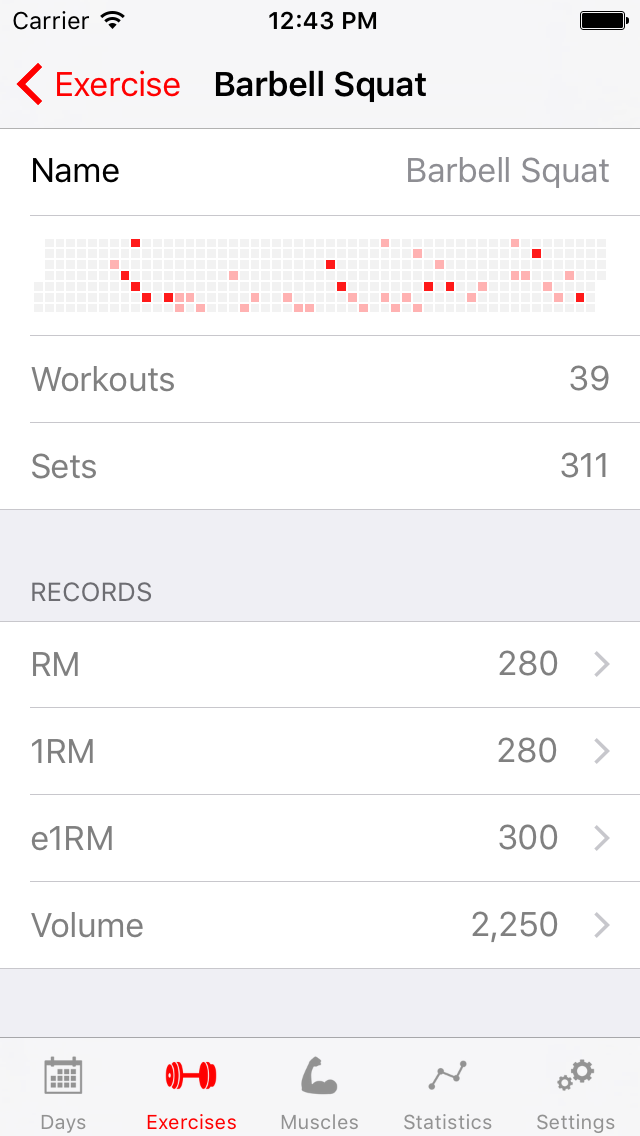 Carrier 12:43 PM
Exercise Barbell Squat
Name Barbell Squat
Workouts 39
Sets 311
RECORDS
RM 280
1RM 280
e1RM 300
Volume 2,250
Days Exercises Muscles Statistics Settings